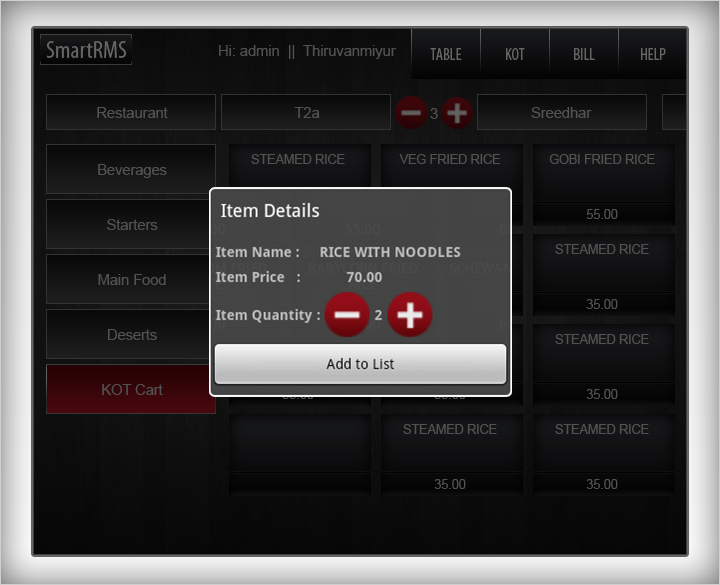 SmartRMS
Hi: admin || Thiruvanmiyur
TABLE
KOT
BILL
HELP
Restaurant
T2a
3
Sreedhar
Beverages
Starters
Main Food
Deserts
KOT Cart
STEAMED RICE
VEG FRIED RICE
GOBI FRIED RICE
55.00
STEAMED RICE
35.00
STEAMED RICE
35.00
STEAMED RICE
STEAMED RICE
35.00
35.00
Item Details
Item Name : RICE WITH NOODLES
Item Price : 70.00
Item Quantity : 2
Add to List